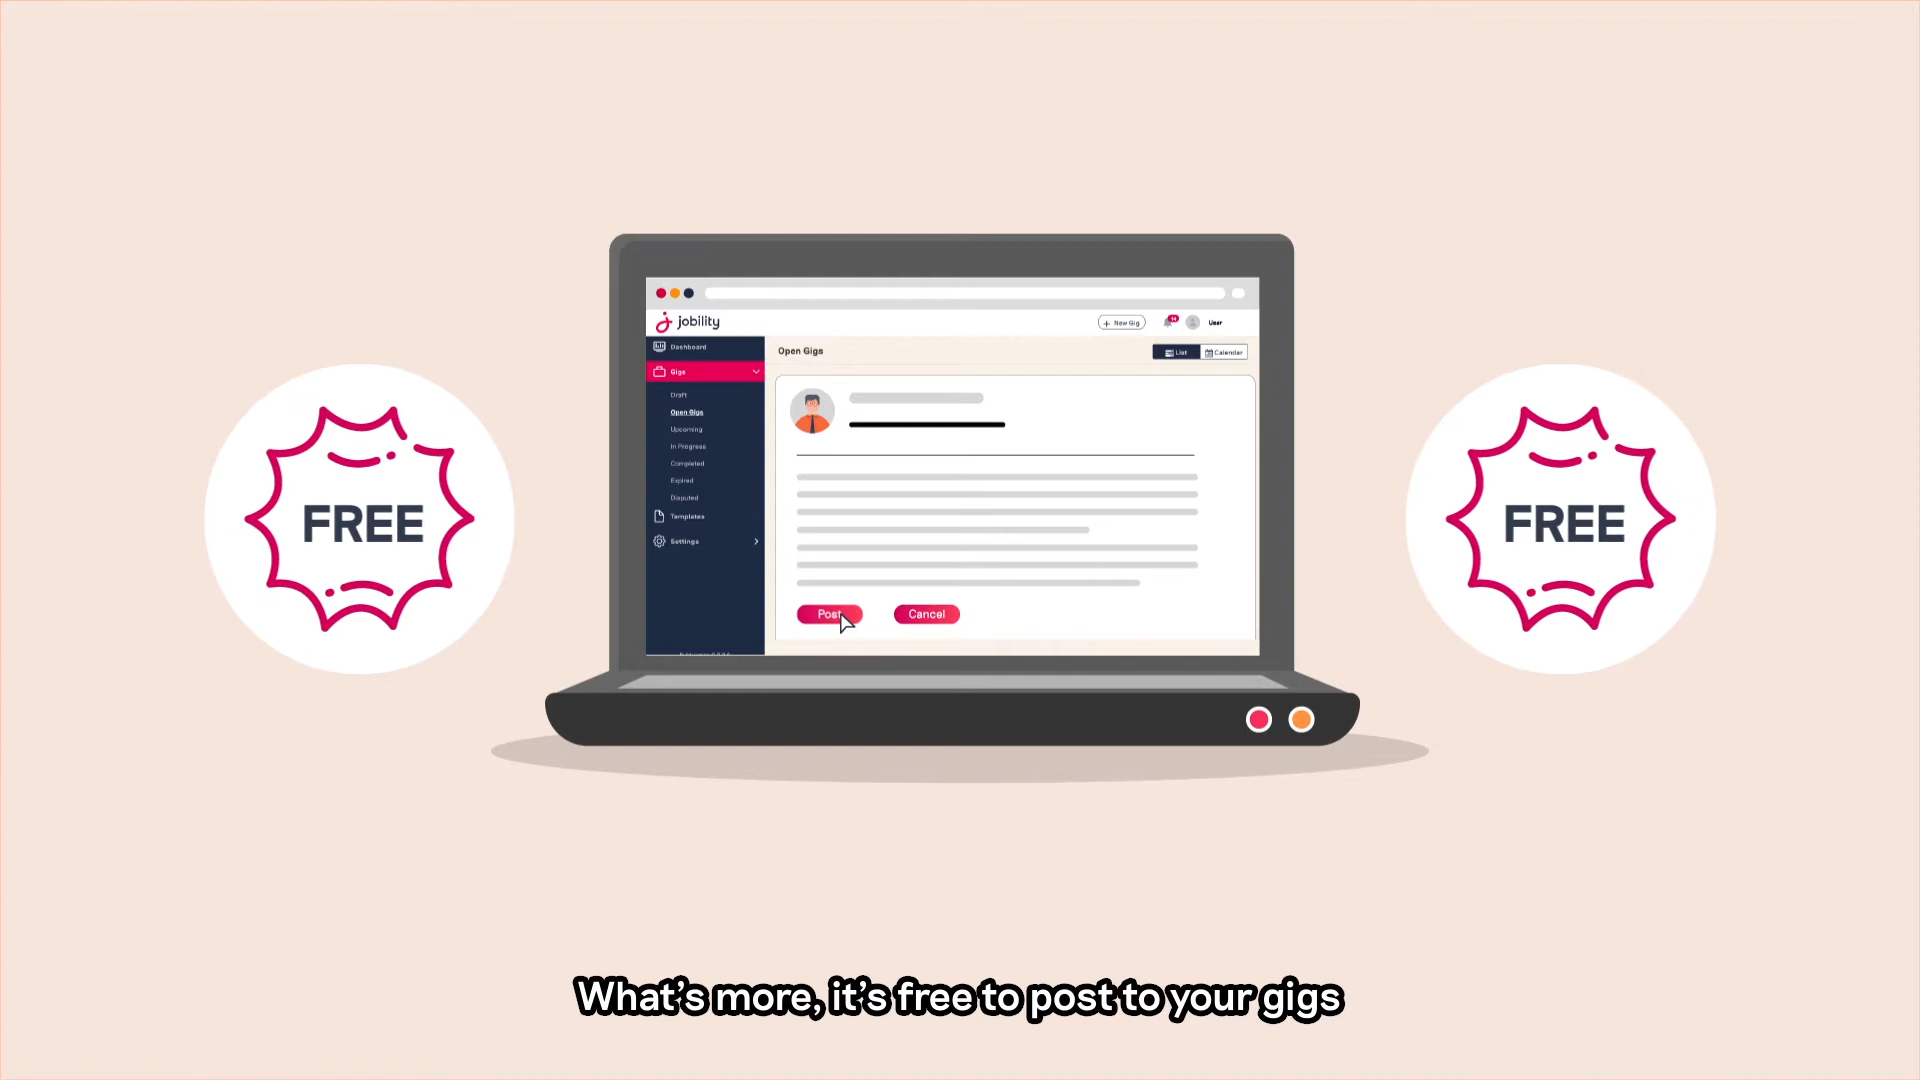 jobility
+ New Gig
14
User
Dashboard
Open Gigs
List
Calendar
Gigs
Draft
Open Gigs
Upcoming
In Progress
Completed
Expired
Disputed
Templates
Settings
FREE
FREE
Post
Cancel
What's more, it's free to post to your gigs